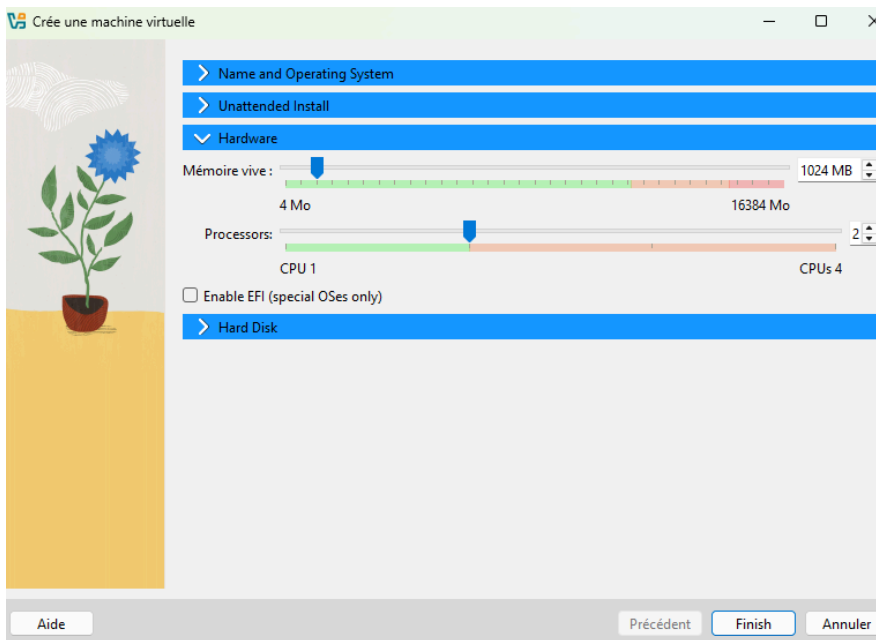 Crée une machine virtuelle
Name and Operating System
Unattended Install
Hardware
Mémoire vive : 1024 MB
4 Mo 16384 Mo
Processors: 2
CPU 1 CPUs 4
Enable EFI (special OSes only)
Hard Disk
Aide Précédent Finish Annuler